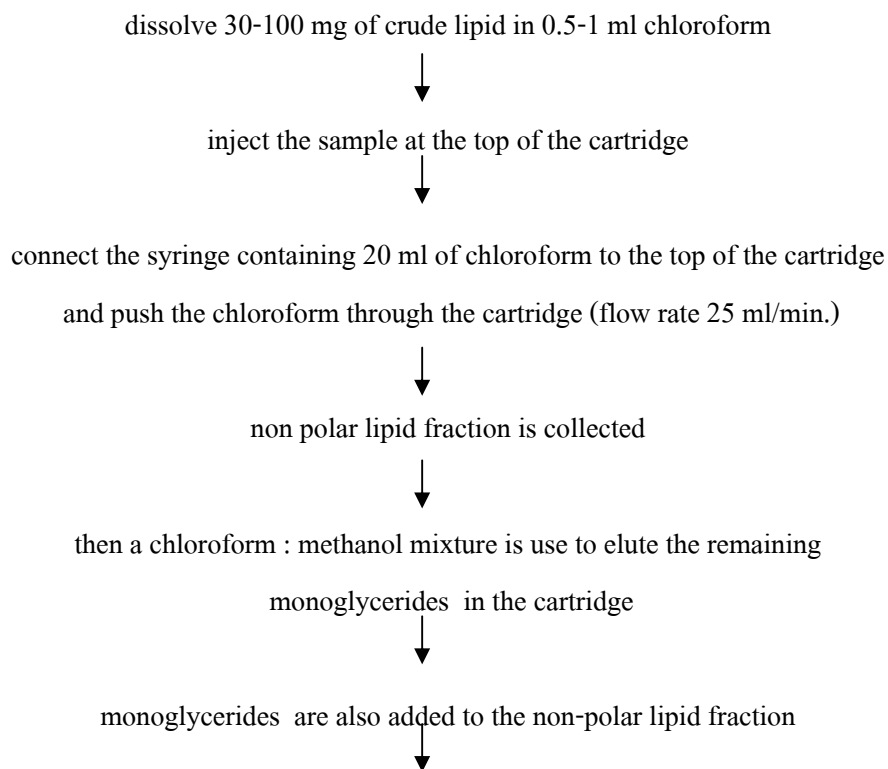 dissolve 30-100 mg of crude lipid in 0.5-1 ml chloroform
inject the sample at the top of the cartridge
connect the syringe containing 20 ml of chloroform to the top of the cartridge
and push the chloroform through the cartridge (flow rate 25 ml/min.)
non polar lipid fraction is collected
then a chloroform : methanol mixture is use to elute the remaining
monoglycerides in the cartridge
monoglycerides are also added to the non-polar lipid fraction